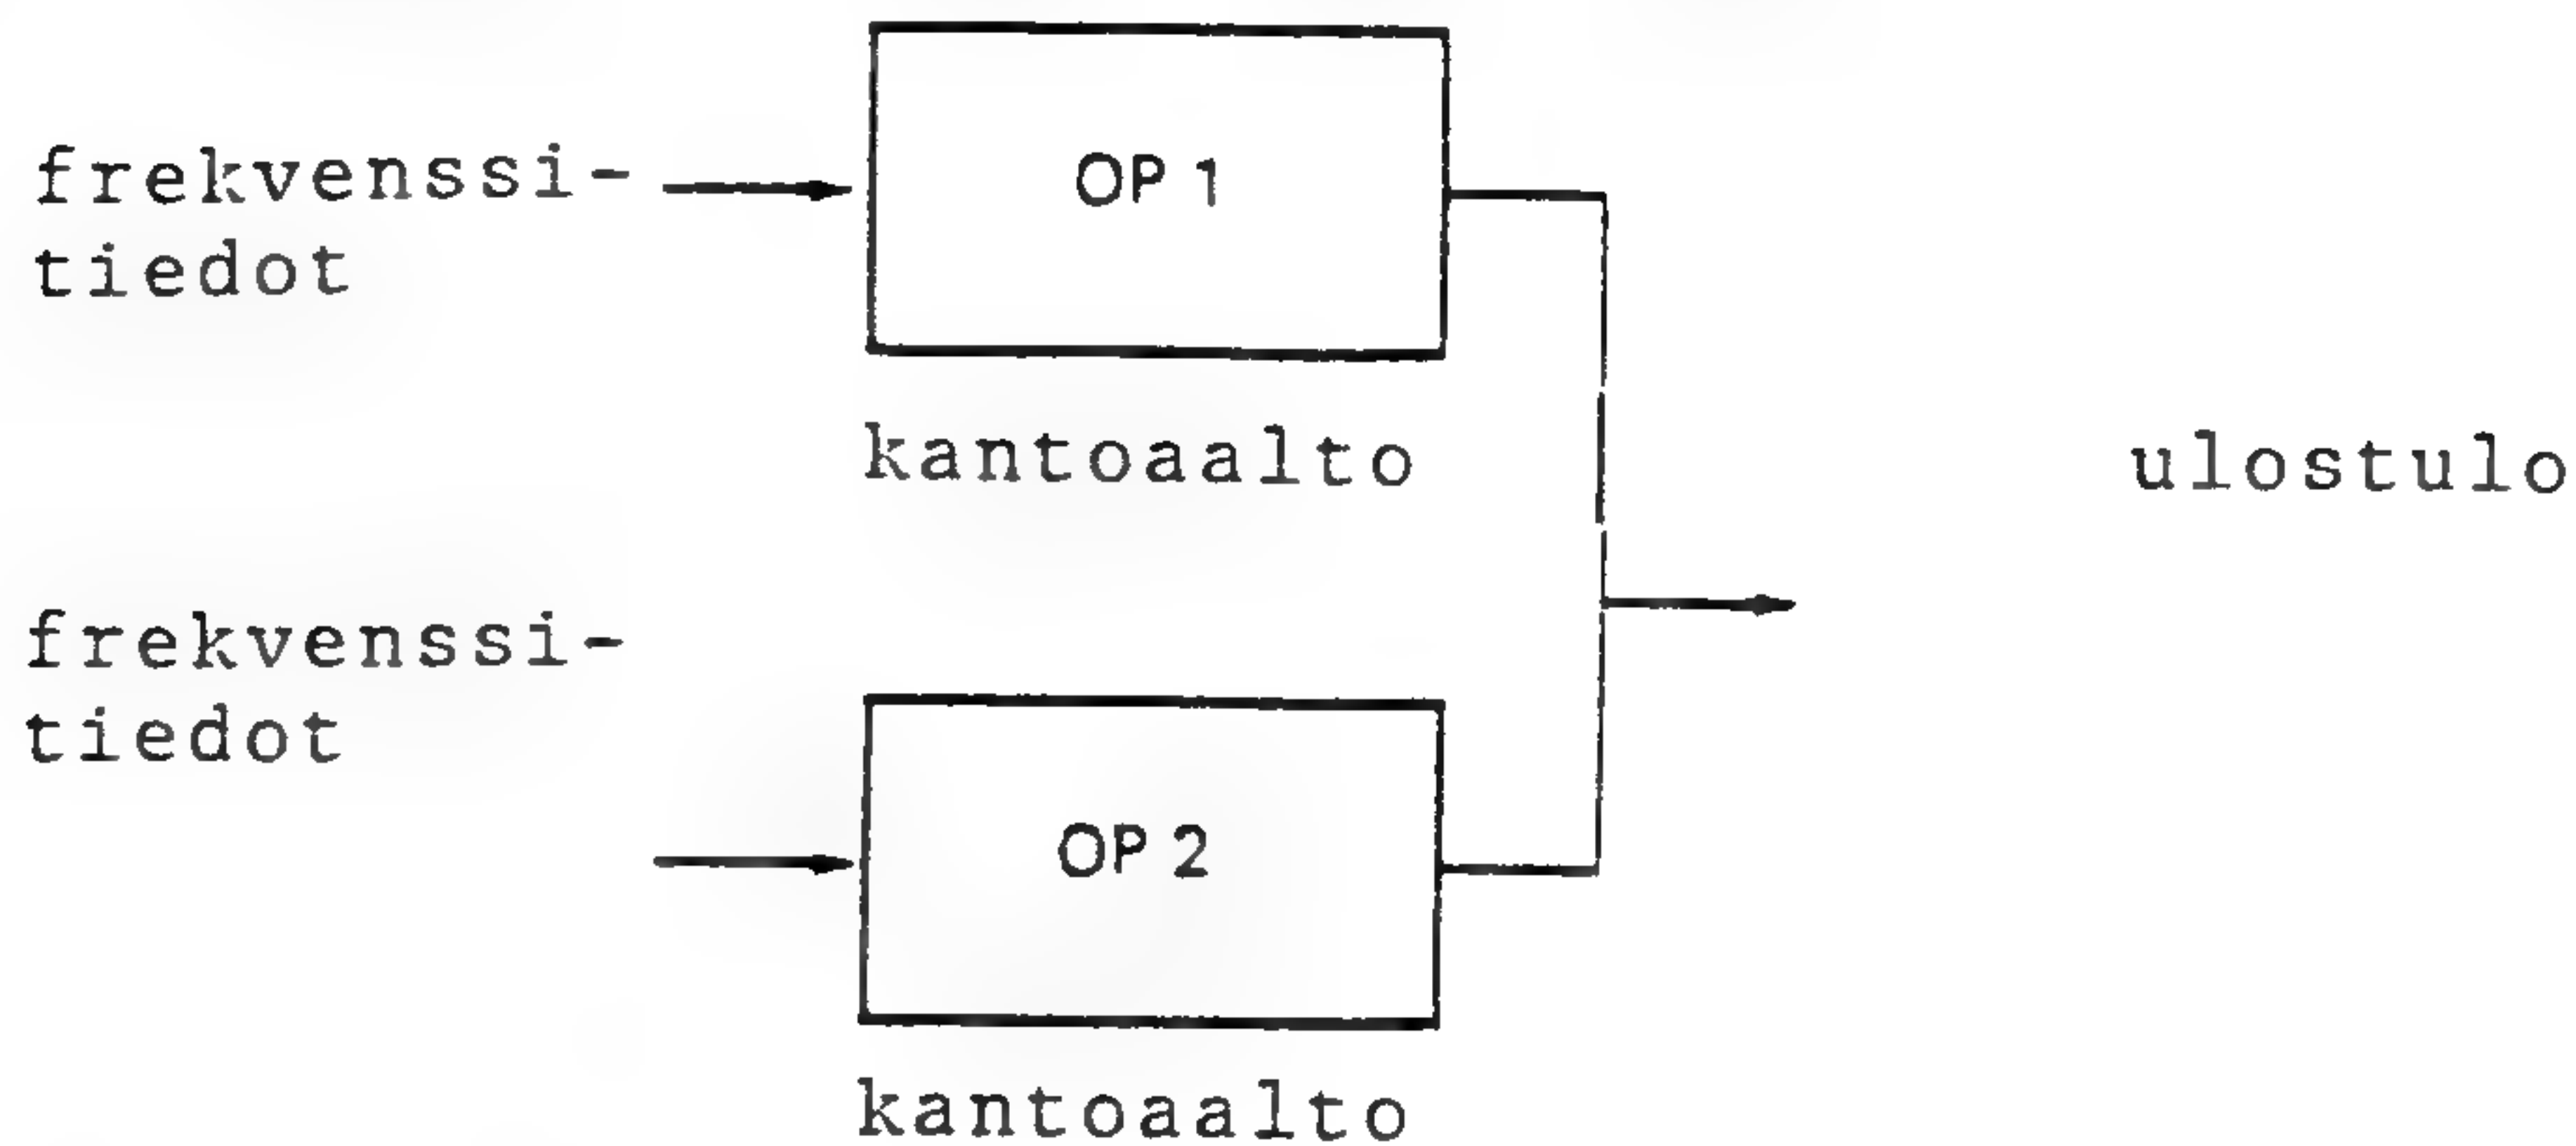 frekvenssi-
tiedot
OP 1
kantoaalto
ulostulo
frekvenssi-
tiedot
OP 2
kantoaalto